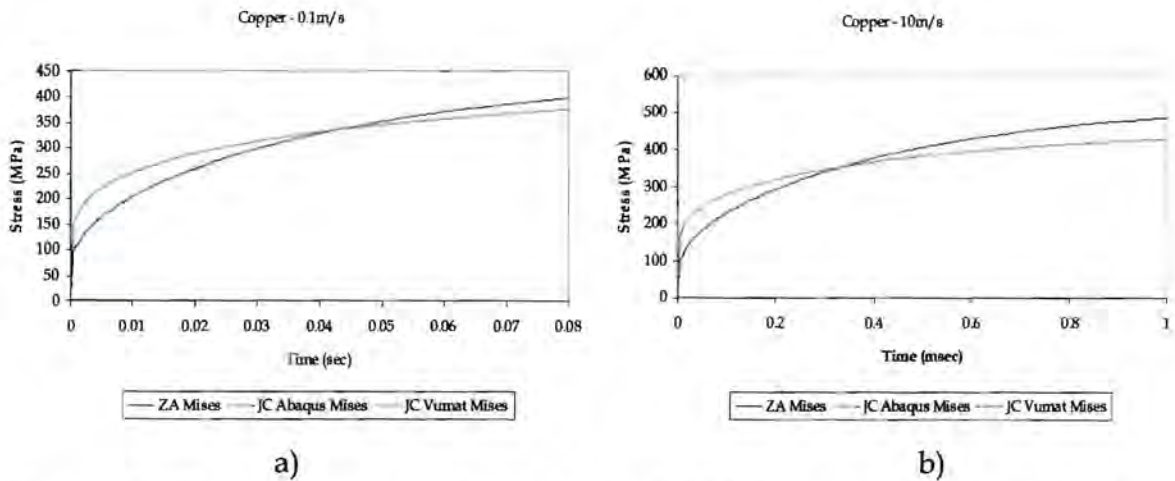 Copper - 0.1m/s
450
400
350
300
250
200
150
100
50
0
Stress (MPa)
0 0.01 0.02 0.03 0.04 0.05 0.06 0.07 0.08
Time (sec)
ZA Mises JC Abaqus Mises JC Vumat Mises
a)
Copper - 10m/s
600
500
400
300
200
100
0
Stress (MPa)
0 0.2 0.4 0.6 0.8 1
Time (msec)
ZA Mises JC Abaqus Mises JC Vumat Mises
b)